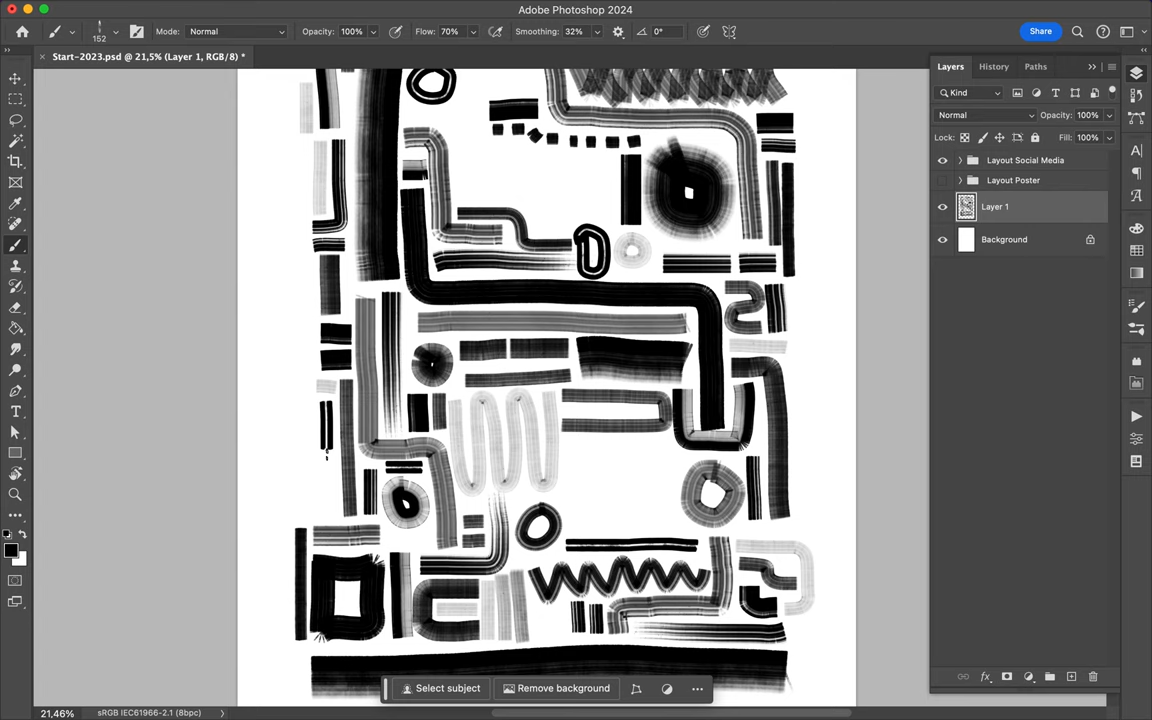 Adobe Photoshop 2024
152
Mode: Normal
Opacity: 100%
Flow: 70%
Smoothing: 32%
0°
Share
Start-2023.psd @ 21,5% (Layer 1, RGB/8) *
Layers
History
Paths
Kind
Normal
Opacity: 100%
Lock:
Fill: 100%
Layout Social Media
Layout Poster
Layer 1
Background
Select subject
Remove background
21,46%
sRGB IEC61966-2.1 (8bpc)